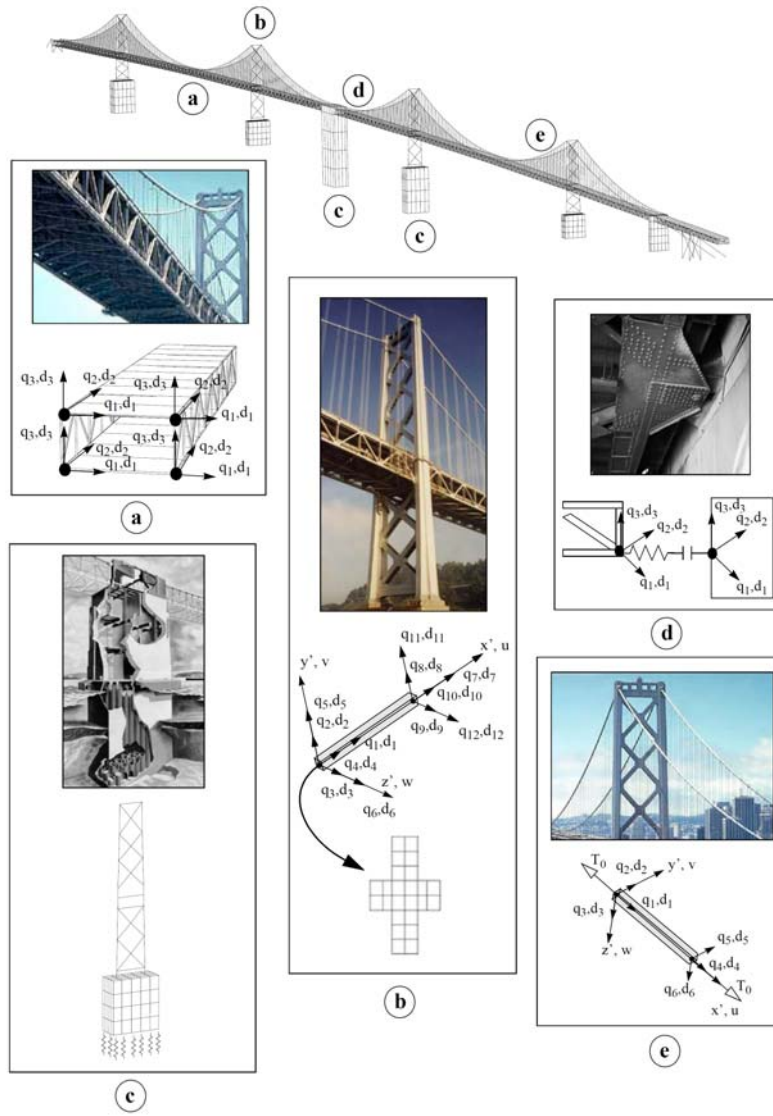 b
d
a
e
c
c
q3,d3
q2,d2
q3,d3
q2,d2
q1,d1
q1,d1
q3,d3
q2,d2
q3,d3
q2,d2
q1,d1
q1,d1
a
q11,d11
x', u
y', v
q8,d8
q7,d7
q5,d5
q10,d10
q2,d2
q9,d9
q1,d1
q12,d12
q4,d4
q3,d3
z', w
q6,d6
b
q3,d3
q3,d3
q2,d2
q2,d2
q1,d1
q1,d1
d
T0
q2,d2
y', v
q1,d1
q3,d3
z', w
q5,d5
q4,d4
q6,d6
T0
x', u
e
c